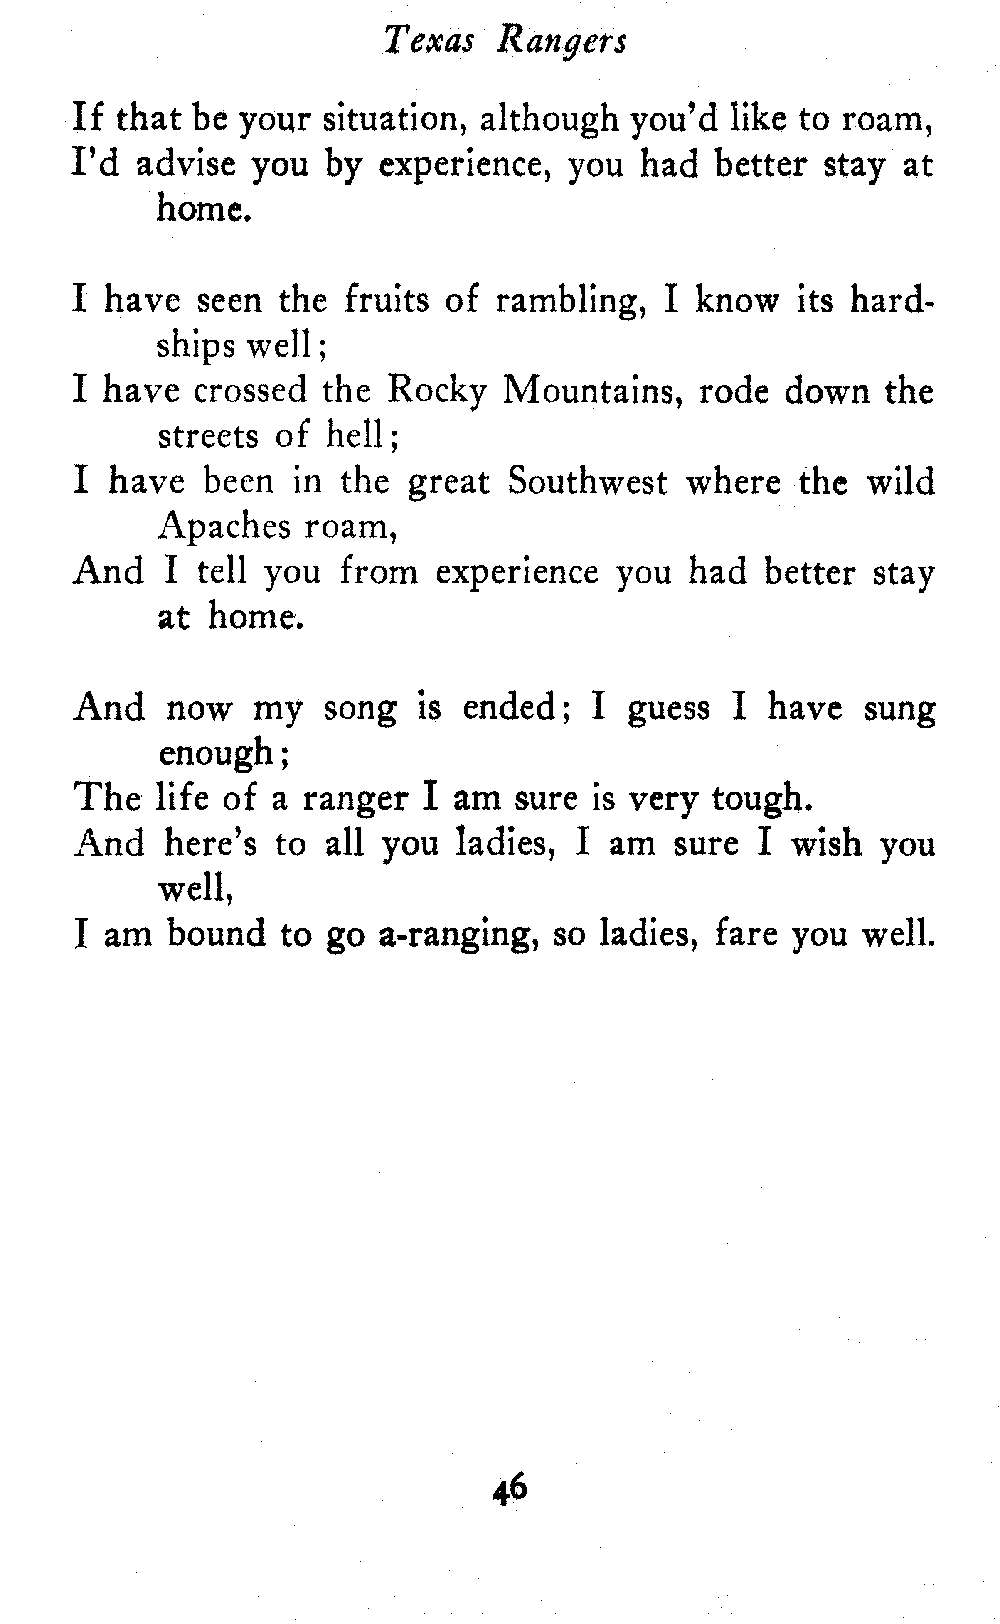 Texas Rangers
If that be your situation, although you'd like to roam,
I'd advise you by experience, you had better stay at
home.
I have seen the fruits of rambling, I know its hard-
ships well;
I have crossed the Rocky Mountains, rode down the
streets of hell;
I have been in the great Southwest where the wild
Apaches roam,
And I tell you from experience you had better stay
at home.
And now my song is ended; I guess I have sung
enough;
The life of a ranger I am sure is very tough.
And here's to all you ladies, I am sure I wish you
well,
I am bound to go a-ranging, so ladies, fare you well.
46